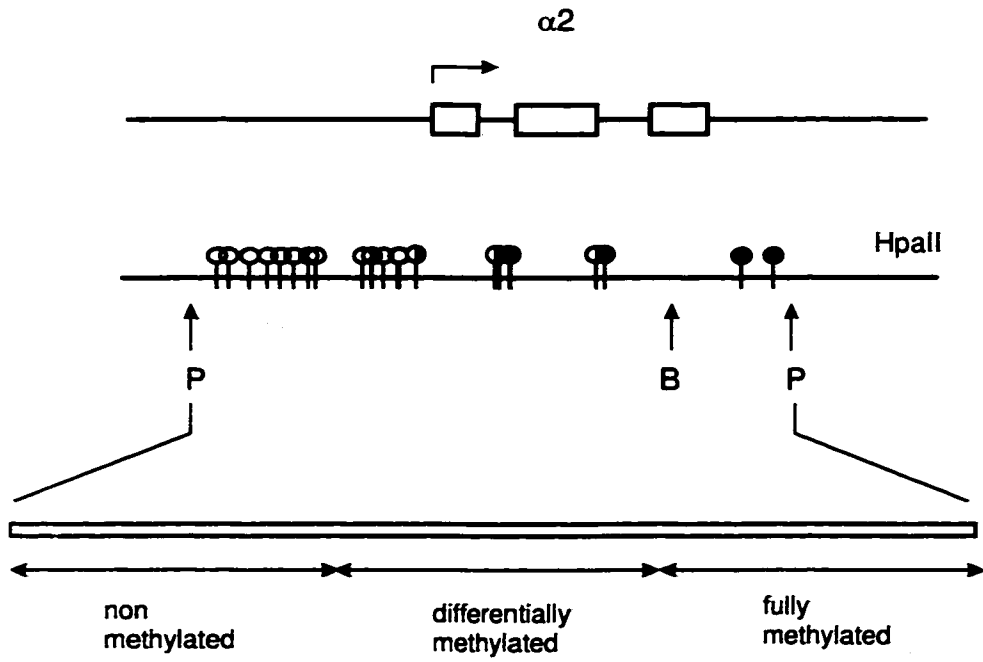 α2
HpaII
P
B
P
non
methylated
differentially
methylated
fully
methylated